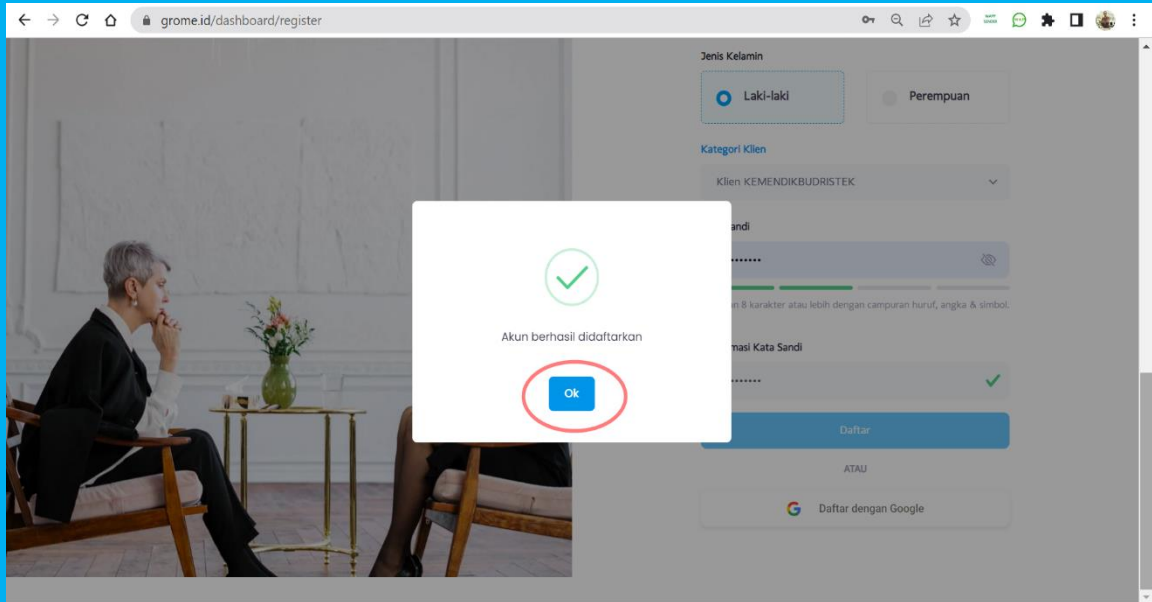 grome.id/dashboard/register
Jenis Kelamin
Laki-laki
Perempuan
Kategori Klien
Klien KEMENDIKBUDRISTEK
andi
n 8 karakter atau lebih dengan campuran huruf, angka & simbol.
masi Kata Sandi
Akun berhasil didaftarkan
Ok
Daftar
ATAU
Daftar dengan Google